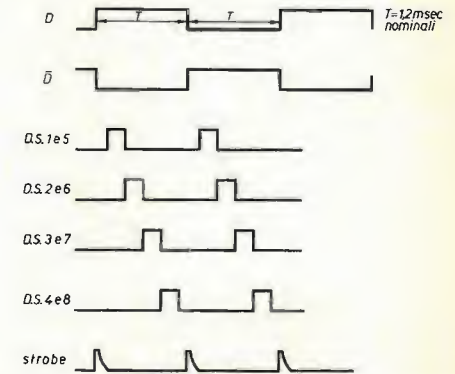 D
T
T
T=1,2msec
nominali
D̅
D.S.1e5
D.S.2e6
D.S.3e7
D.S.4e8
strobe